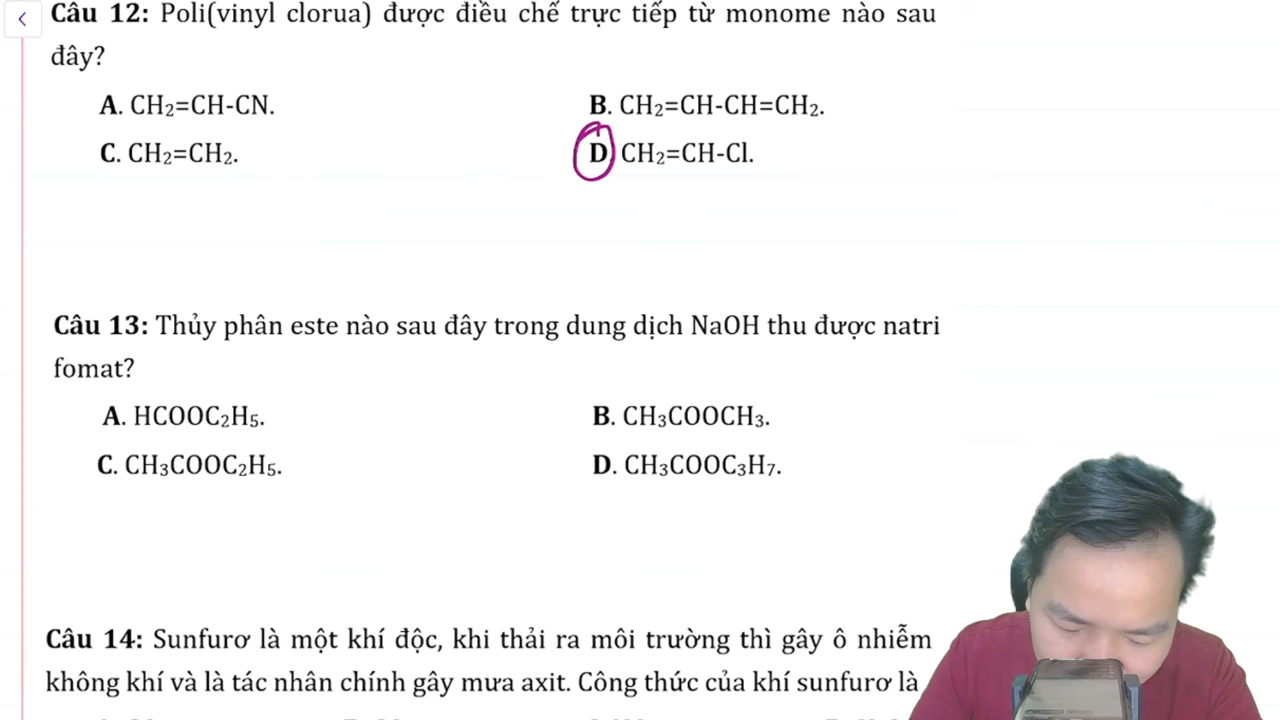 Câu 12: Poli(vinyl clorua) được điều chế trực tiếp từ monome nào sau
đây?
A. CH₂=CH-CN. B. CH₂=CH-CH=CH₂.
C. CH₂=CH₂. D. CH₂=CH-Cl.
Câu 13: Thủy phân este nào sau đây trong dung dịch NaOH thu được natri
fomat?
A. HCOOC₂H₅. B. CH₃COOCH₃.
C. CH₃COOC₂H₅. D. CH₃COOC₃H₇.
Câu 14: Sunfurơ là một khí độc, khi thải ra môi trường thì gây ô nhiễm
không khí và là tác nhân chính gây mưa axit. Công thức của khí sunfurơ là